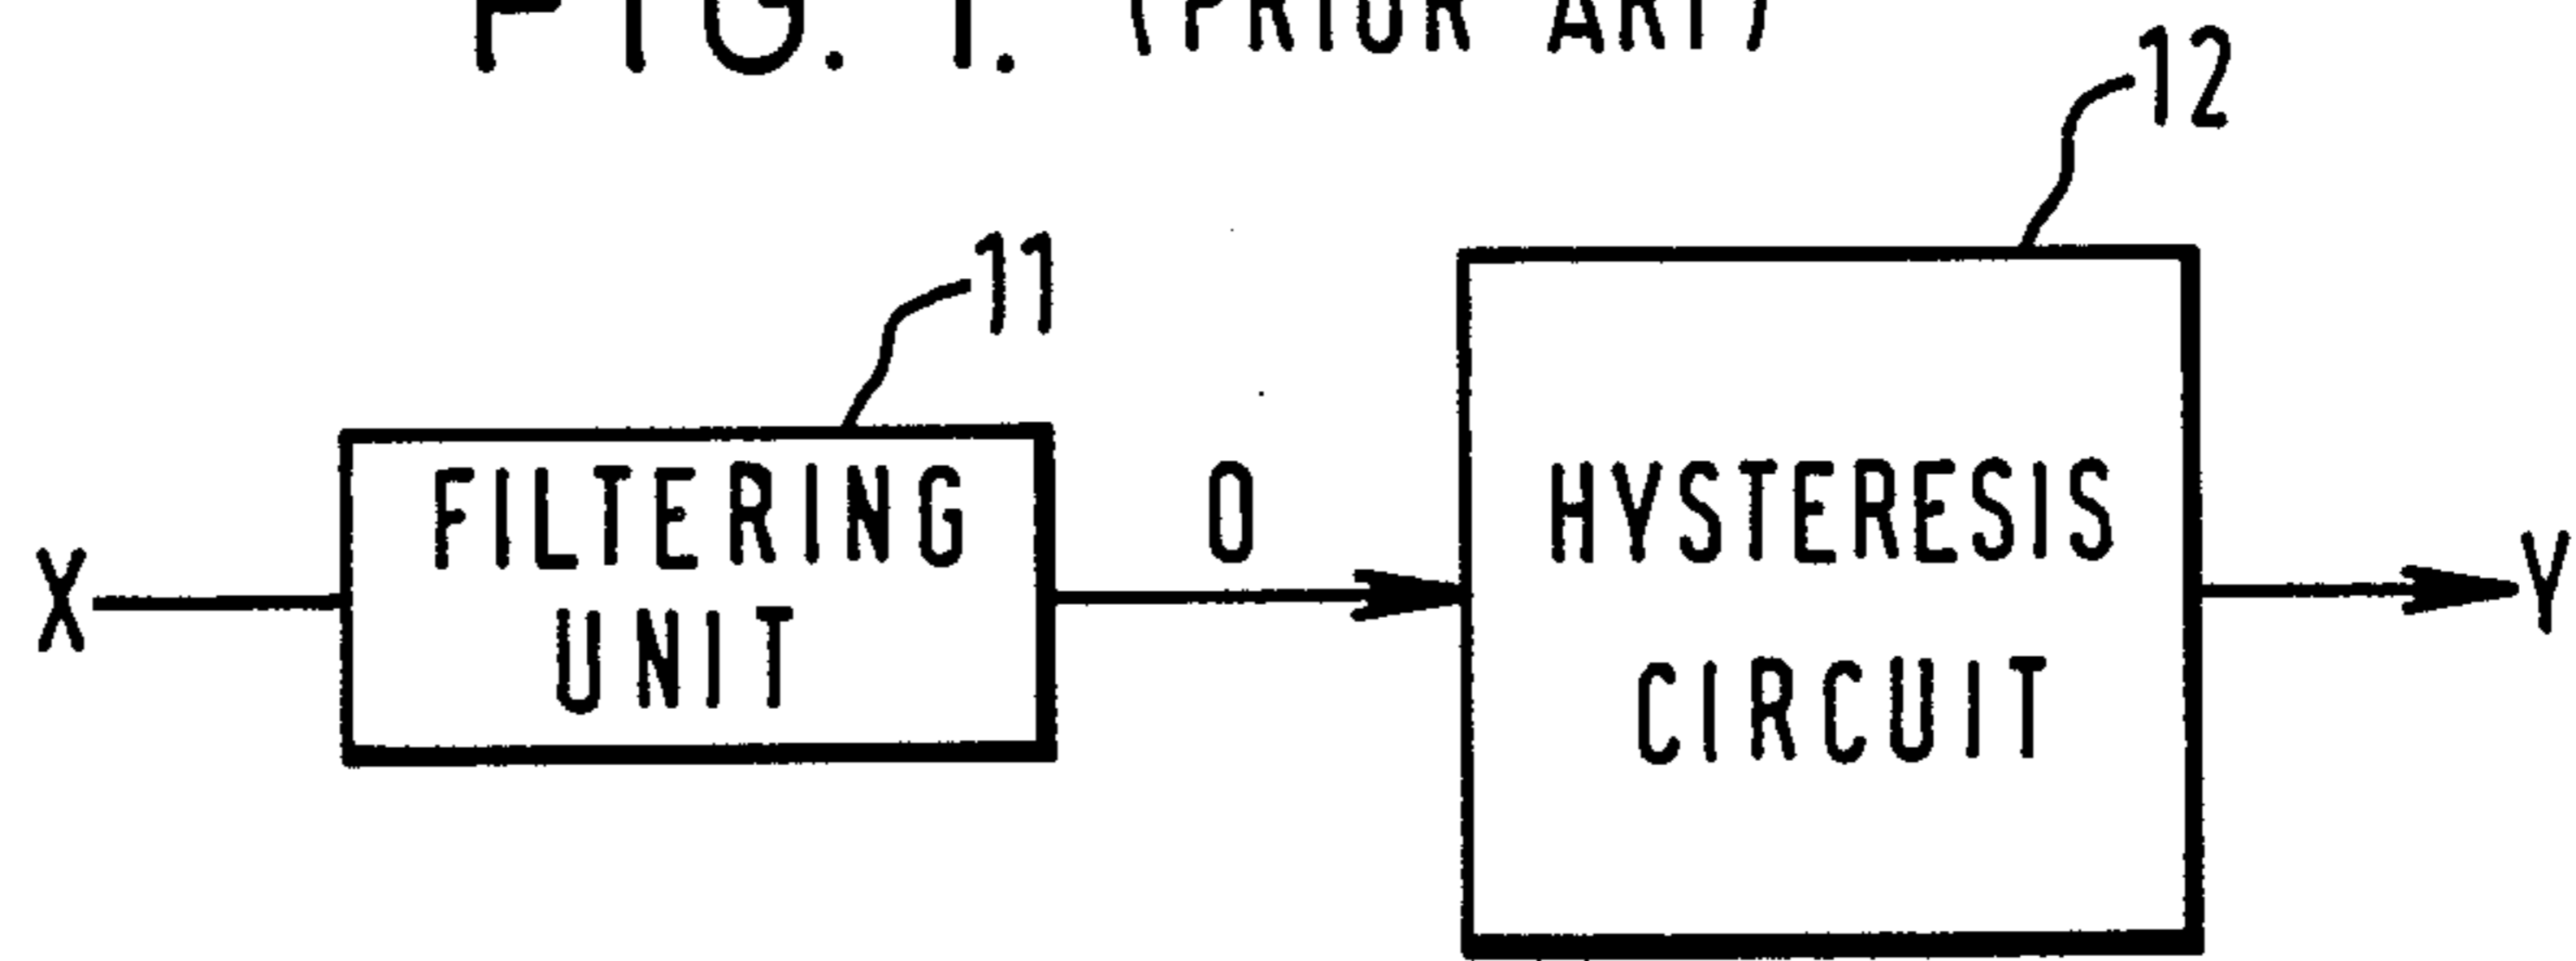 FIG. 1. (PRIOR ART)
12
11
X
FILTERING
UNIT
O
HYSTERESIS
CIRCUIT
Y